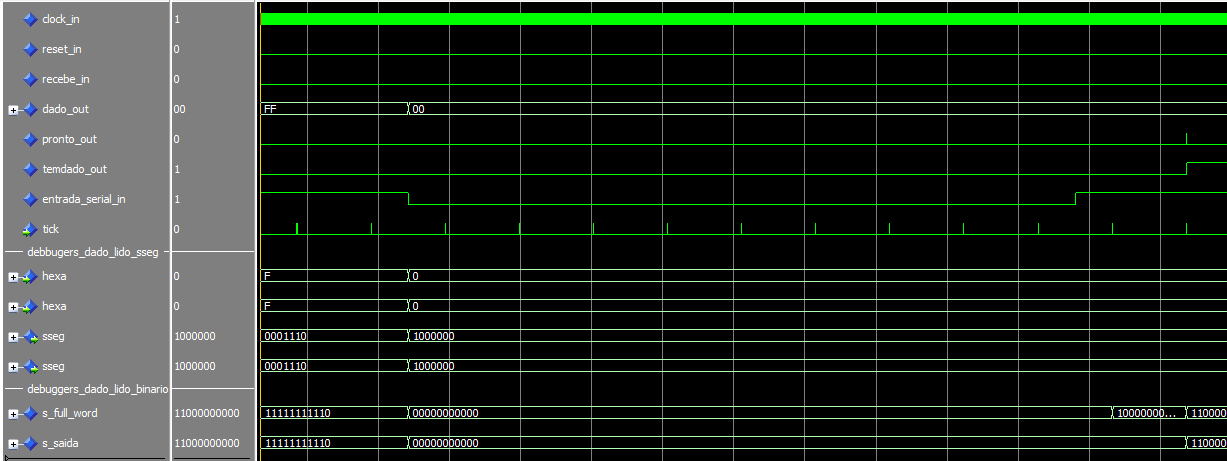 clock_in 1
reset_in 0
recebe_in 0
dado_out 00 FF 00
pronto_out 0
temdado_out 1
entrada_serial_in 1
tick 0
debbugers_dado_lido_sseg
hexa 0 F 0
hexa 0 F 0
sseg 1000000 0001110 1000000
sseg 1000000 0001110 1000000
debuggers_dado_lido_binario
s_full_word 11000000000 11111111110 00000000000 10000000... 110000
s_saida 11000000000 11111111110 00000000000 110000